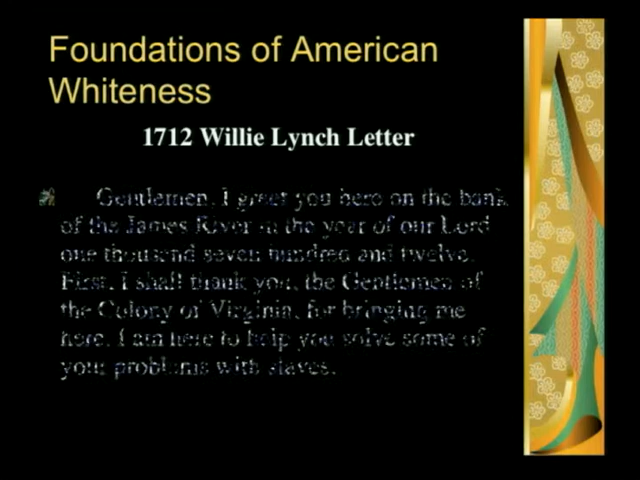 Foundations of American
Whiteness
1712 Willie Lynch Letter
Gentlemen, I greet you here on the bank
of the James River in the year of our Lord
one thousand seven hundred and twelve.
First, I shall thank you, the Gentlemen of
the Colony of Virginia, for bringing me
here. I am here to help you solve some of
your problems with slaves.